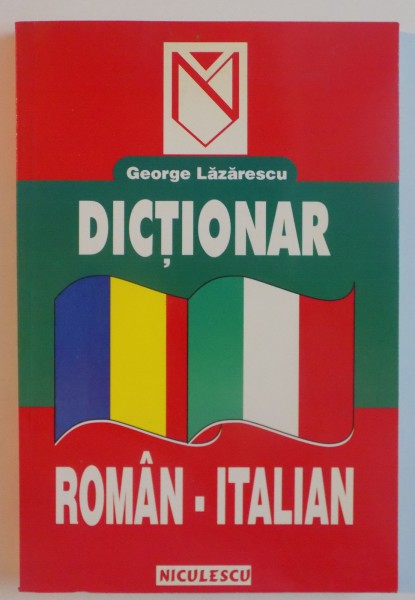 George Lăzărescu
DICȚIONAR
ROMÂN - ITALIAN
NICULESCU